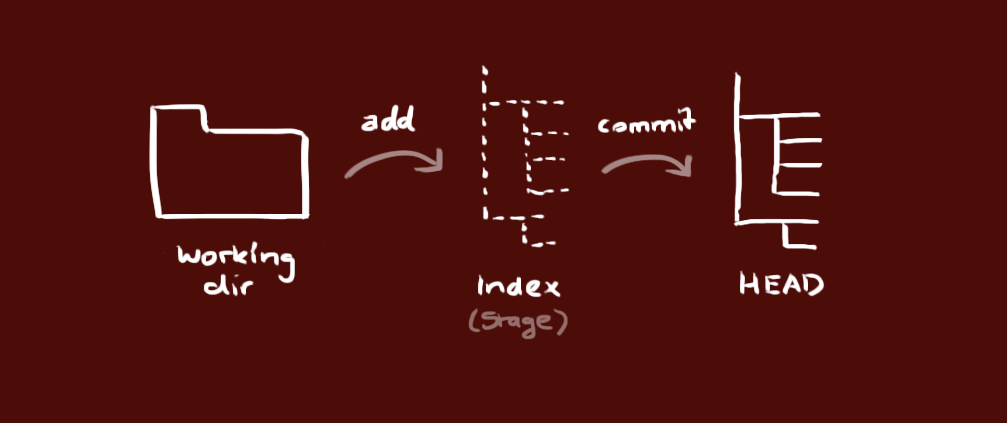 add
commit
working
dir
Index
(Stage)
HEAD